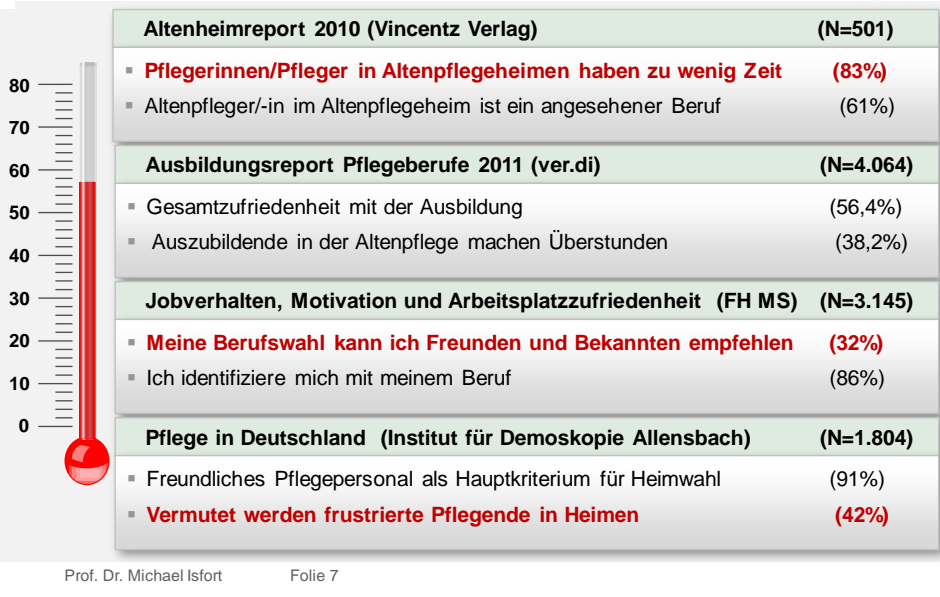 Altenheimreport 2010 (Vincentz Verlag) (N=501)
▪ Pflegerinnen/Pfleger in Altenpflegeheimen haben zu wenig Zeit (83%)
▪ Altenpfleger/-in im Altenpflegeheim ist ein angesehener Beruf (61%)
Ausbildungsreport Pflegeberufe 2011 (ver.di) (N=4.064)
▪ Gesamtzufriedenheit mit der Ausbildung (56,4%)
▪ Auszubildende in der Altenpflege machen Überstunden (38,2%)
Jobverhalten, Motivation und Arbeitsplatzzufriedenheit (FH MS) (N=3.145)
▪ Meine Berufswahl kann ich Freunden und Bekannten empfehlen (32%)
▪ Ich identifiziere mich mit meinem Beruf (86%)
Pflege in Deutschland (Institut für Demoskopie Allensbach) (N=1.804)
▪ Freundliches Pflegepersonal als Hauptkriterium für Heimwahl (91%)
▪ Vermutet werden frustrierte Pflegende in Heimen (42%)
80
70
60
50
40
30
20
10
0
Prof. Dr. Michael Isfort Folie 7